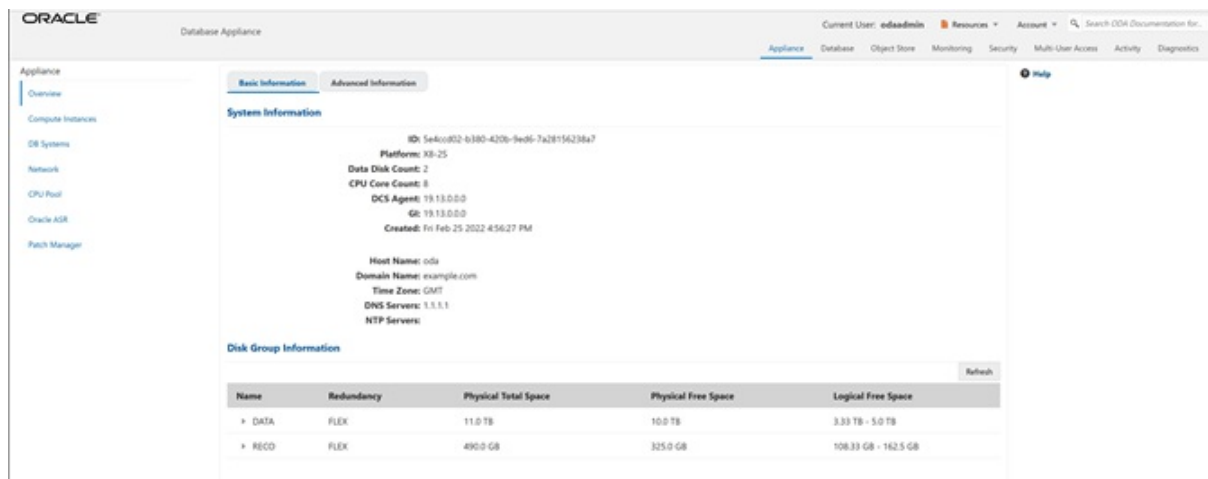 ORACLE
Database Appliance
Current User: odaadmin Resources Account Search ODA Documentation for...
Appliance Database Object Store Monitoring Security Multi-User Access Activity Diagnostics
Appliance
Overview
Compute Instances
DB Systems
Network
CPU Pool
Oracle ASR
Patch Manager
Basic Information Advanced Information
Help
System Information
ID: 5e4ccd02-b380-420b-9ed6-7a28156238a7
Platform: X8-2S
Data Disk Count: 2
CPU Core Count: 8
DCS Agent: 19.13.0.0.0
GI: 19.13.0.0.0
Created: Fri Feb 25 2022 4:56:27 PM
Host Name: oda
Domain Name: example.com
Time Zone: GMT
DNS Servers: 1.1.1.1
NTP Servers:
Disk Group Information
Refresh
Name Redundancy Physical Total Space Physical Free Space Logical Free Space
DATA FLEX 11.0 TB 10.0 TB 3.33 TB - 5.0 TB
RECO FLEX 490.0 GB 325.0 GB 108.33 GB - 162.5 GB